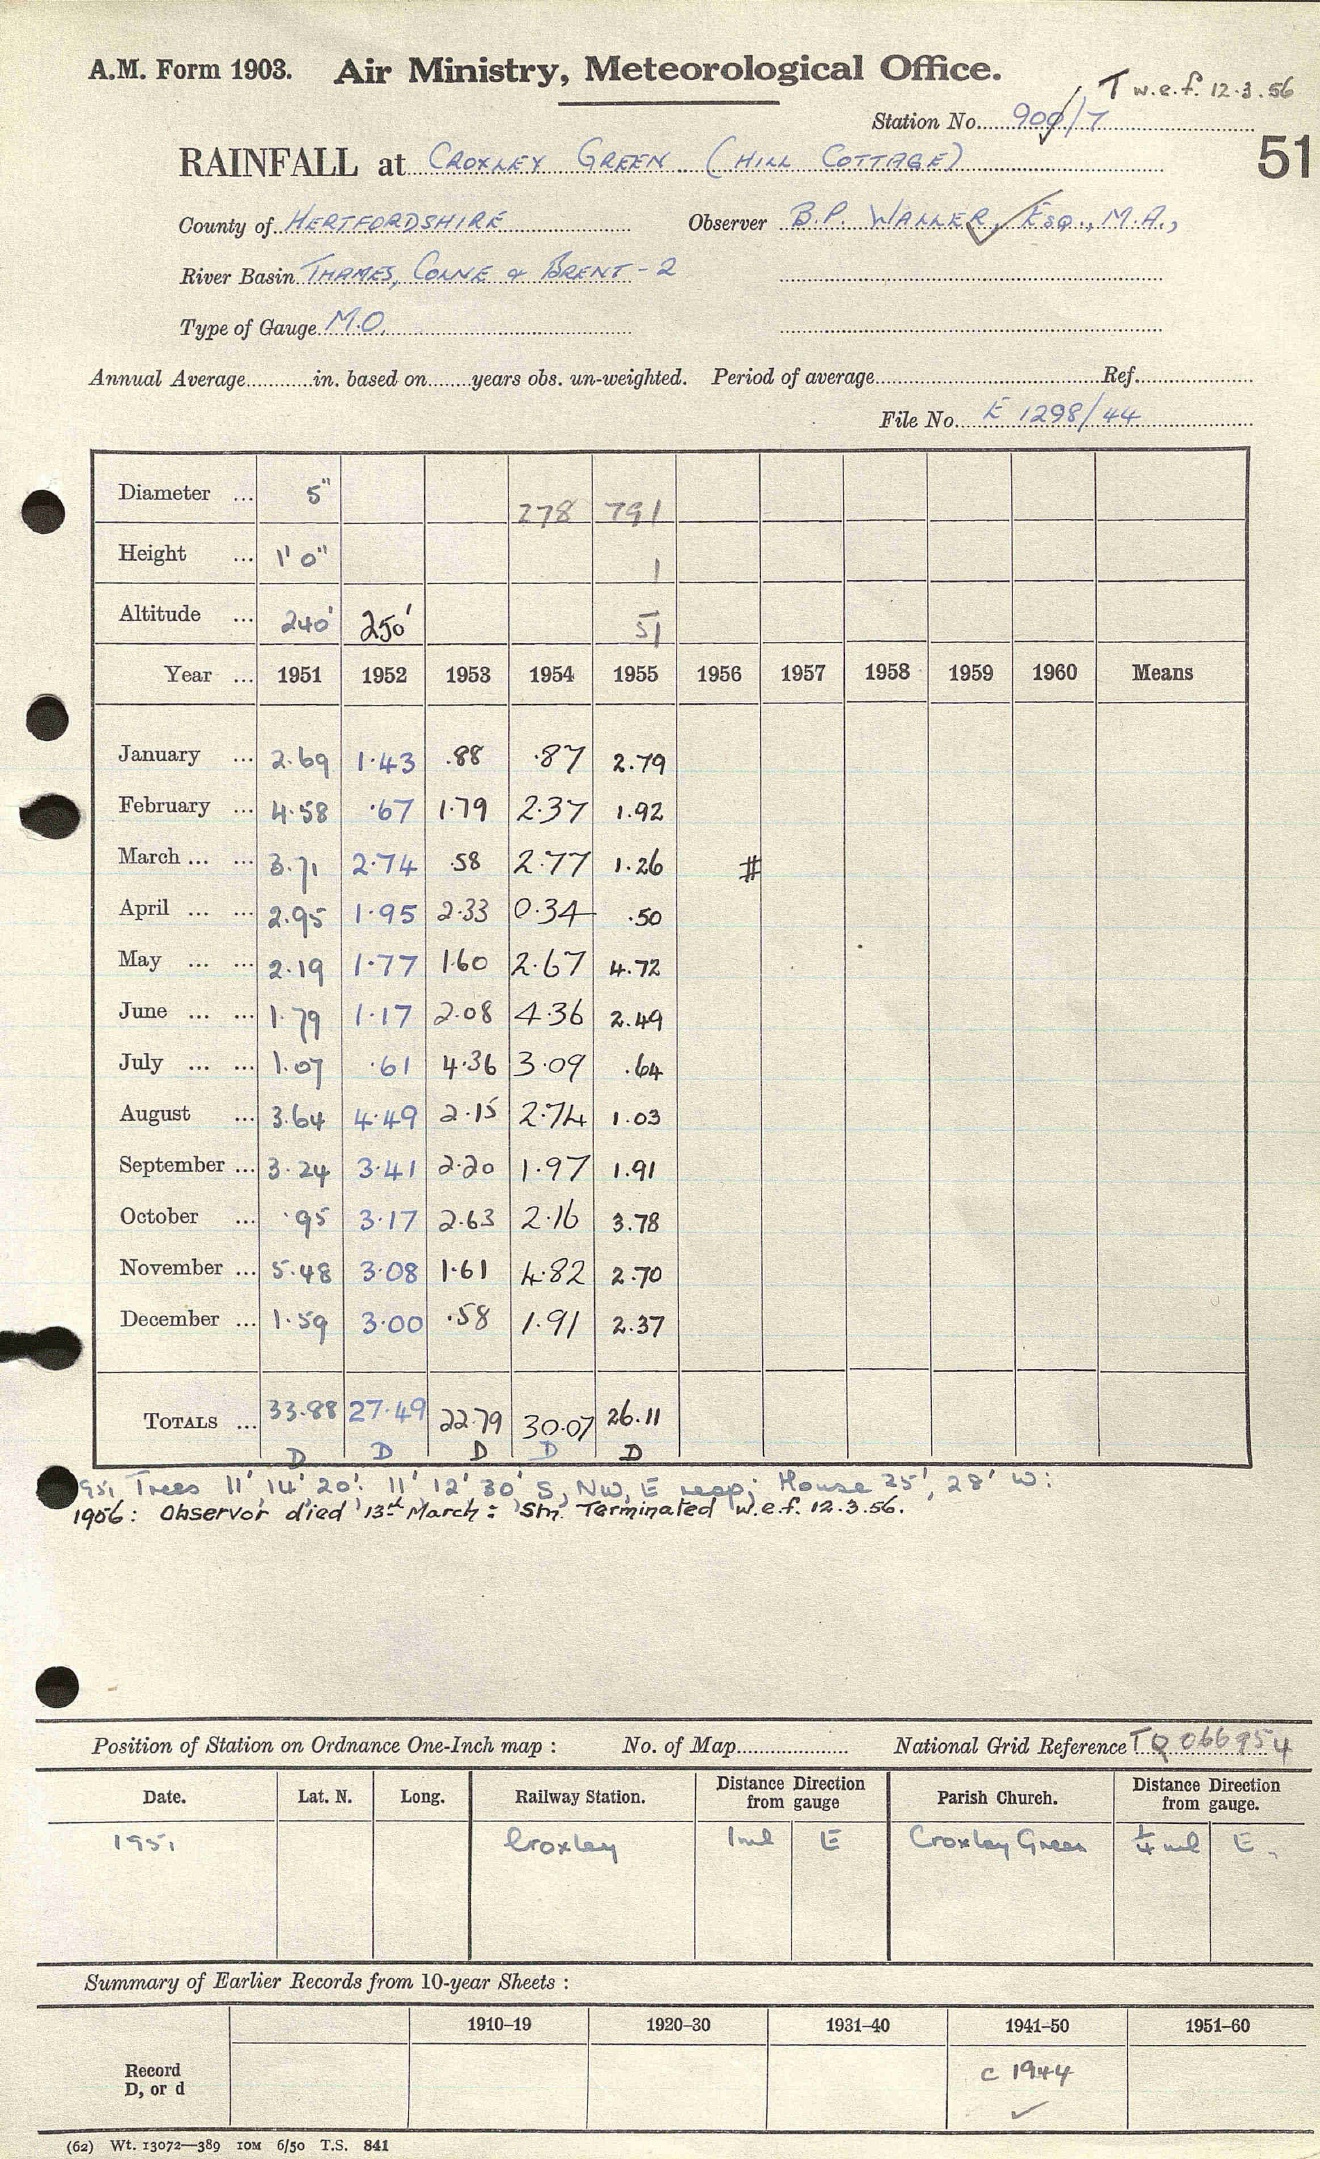 A.M. Form 1903. Air Ministry, Meteorological Office.
T w.e.f. 12.3.56
Station No. 900/7
51
RAINFALL at CROXLEY GREEN (HILL COTTAGE)
County of HERTFORDSHIRE Observer B.P. WALLER, ESQ., M.A.,
River Basin THAMES, COLNE & BRENT - 2
Type of Gauge M.O.
Annual Average in. based on years obs. un-weighted. Period of average Ref.
File No. E 1298/44
Diameter ... 5" 278 791
Height ... 1' 0" 1
Altitude ... 240' 250' 51
Year ... 1951 1952 1953 1954 1955 1956 1957 1958 1959 1960 Means
January ... 2.69 1.43 .88 .87 2.79
February ... 4.58 .67 1.79 2.37 1.92
March ... ... 3.71 2.74 .58 2.77 1.26 #
April ... ... 2.95 1.95 2.33 0.34 .50
May ... ... 2.19 1.77 1.60 2.67 4.72
June ... ... 1.79 1.17 2.08 4.36 2.49
July ... ... 1.07 .61 4.36 3.09 .64
August ... 3.64 4.49 2.15 2.74 1.03
September ... 3.24 3.41 2.20 1.97 1.91
October ... .95 3.17 2.63 2.16 3.78
November ... 5.48 3.08 1.61 4.82 2.70
December ... 1.59 3.00 .58 1.91 2.37
TOTALS ... 33.88 27.49 22.79 30.07 26.11
D D D D D
951 Trees 11' 14' 20': 11', 12' 30' S, NW, E resp; House 25', 28' W:
1956: Observor died 13th March: Stn. Terminated w.e.f. 12.3.56.
Position of Station on Ordnance One-Inch map : No. of Map National Grid Reference TQ 066954
Date. Lat. N. Long. Railway Station. Distance Direction from gauge Parish Church. Distance Direction from gauge.
1951 Croxley 1 ml E Croxley Green 1/4 ml E.
Summary of Earlier Records from 10-year Sheets :
1910–19 1920–30 1931–40 1941–50 1951–60
Record
D, or d
c 1944
(62) Wt. 13072—389 10M 6/50 T.S. 841